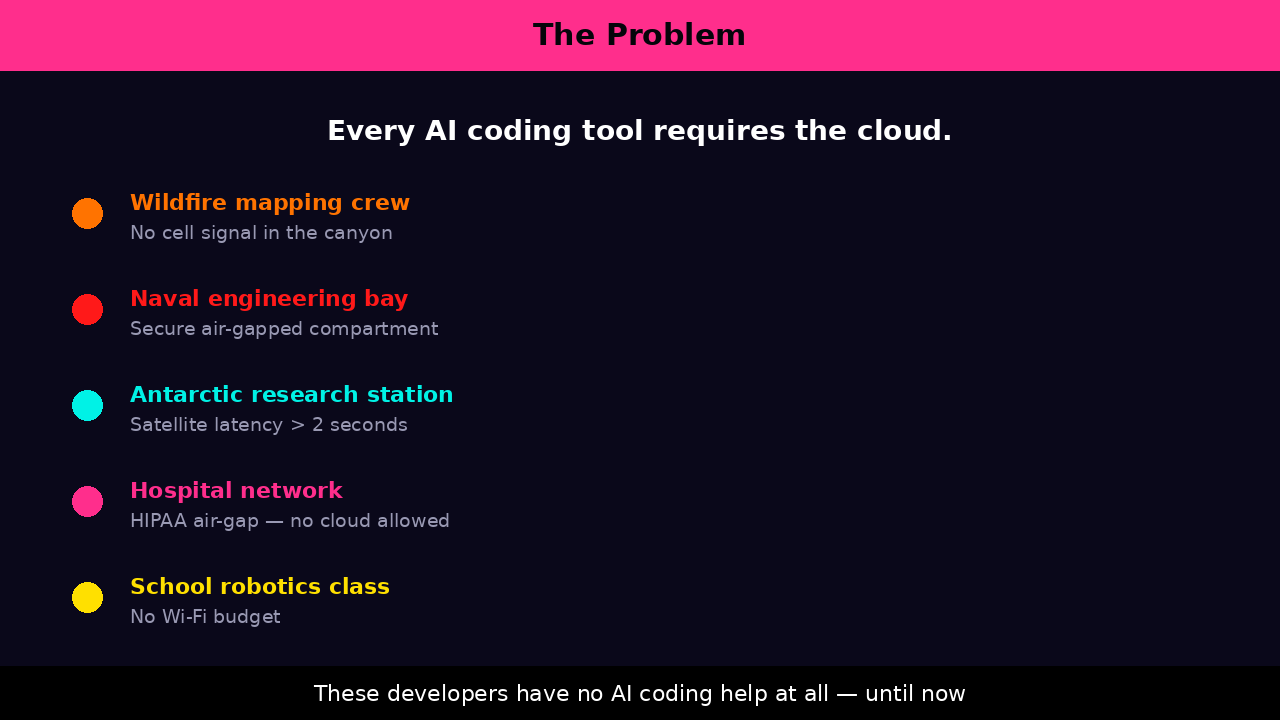 The Problem
Every AI coding tool requires the cloud.
Wildfire mapping crew
No cell signal in the canyon
Naval engineering bay
Secure air-gapped compartment
Antarctic research station
Satellite latency > 2 seconds
Hospital network
HIPAA air-gap — no cloud allowed
School robotics class
No Wi-Fi budget
These developers have no AI coding help at all — until now